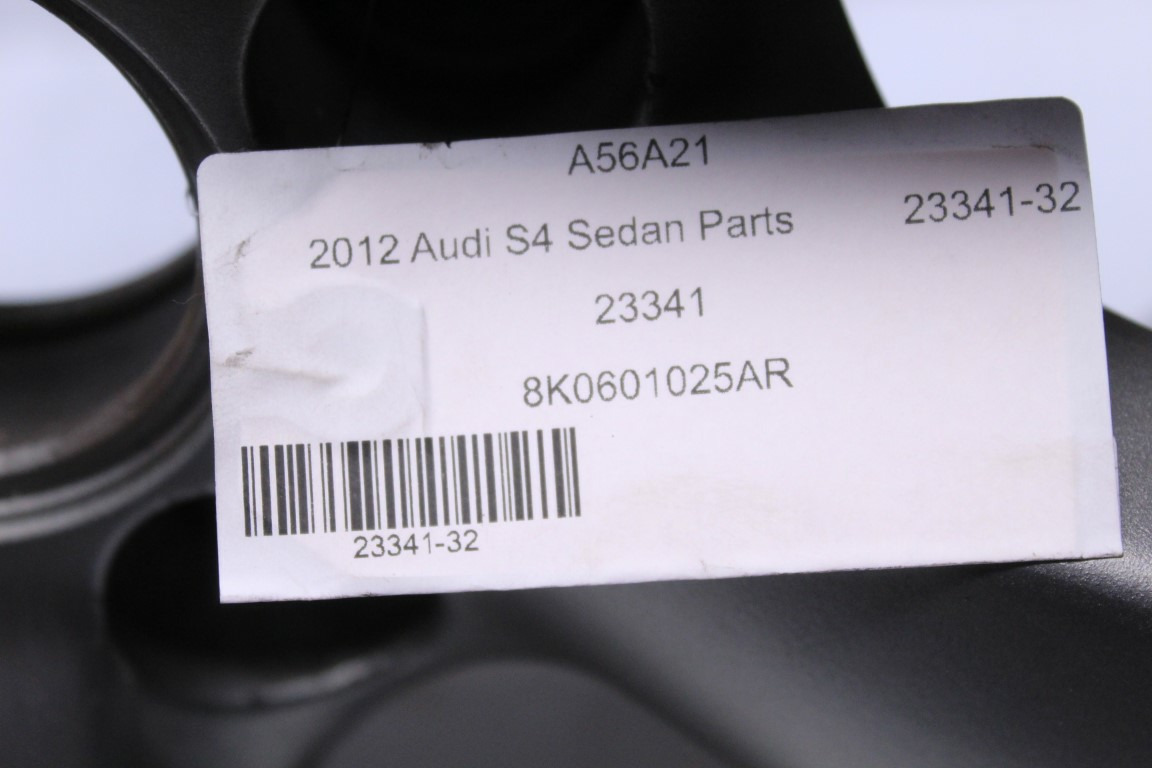 A56A21
2012 Audi S4 Sedan Parts
23341-32
23341
8K0601025AR
23341-32